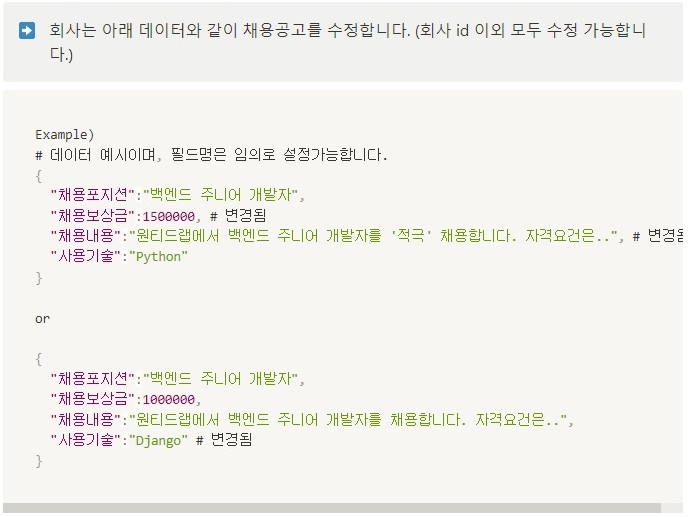 회사는 아래 데이터와 같이 채용공고를 수정합니다. (회사 id 이외 모두 수정 가능합니
다.)
Example)
# 데이터 예시이며, 필드명은 임의로 설정가능합니다.
{
"채용포지션":"백엔드 주니어 개발자",
"채용보상금":1500000, # 변경됨
"채용내용":"원티드랩에서 백엔드 주니어 개발자를 '적극' 채용합니다. 자격요건은..", # 변경
"사용기술":"Python"
}
or
{
"채용포지션":"백엔드 주니어 개발자",
"채용보상금":1000000,
"채용내용":"원티드랩에서 백엔드 주니어 개발자를 채용합니다. 자격요건은..",
"사용기술":"Django" # 변경됨
}